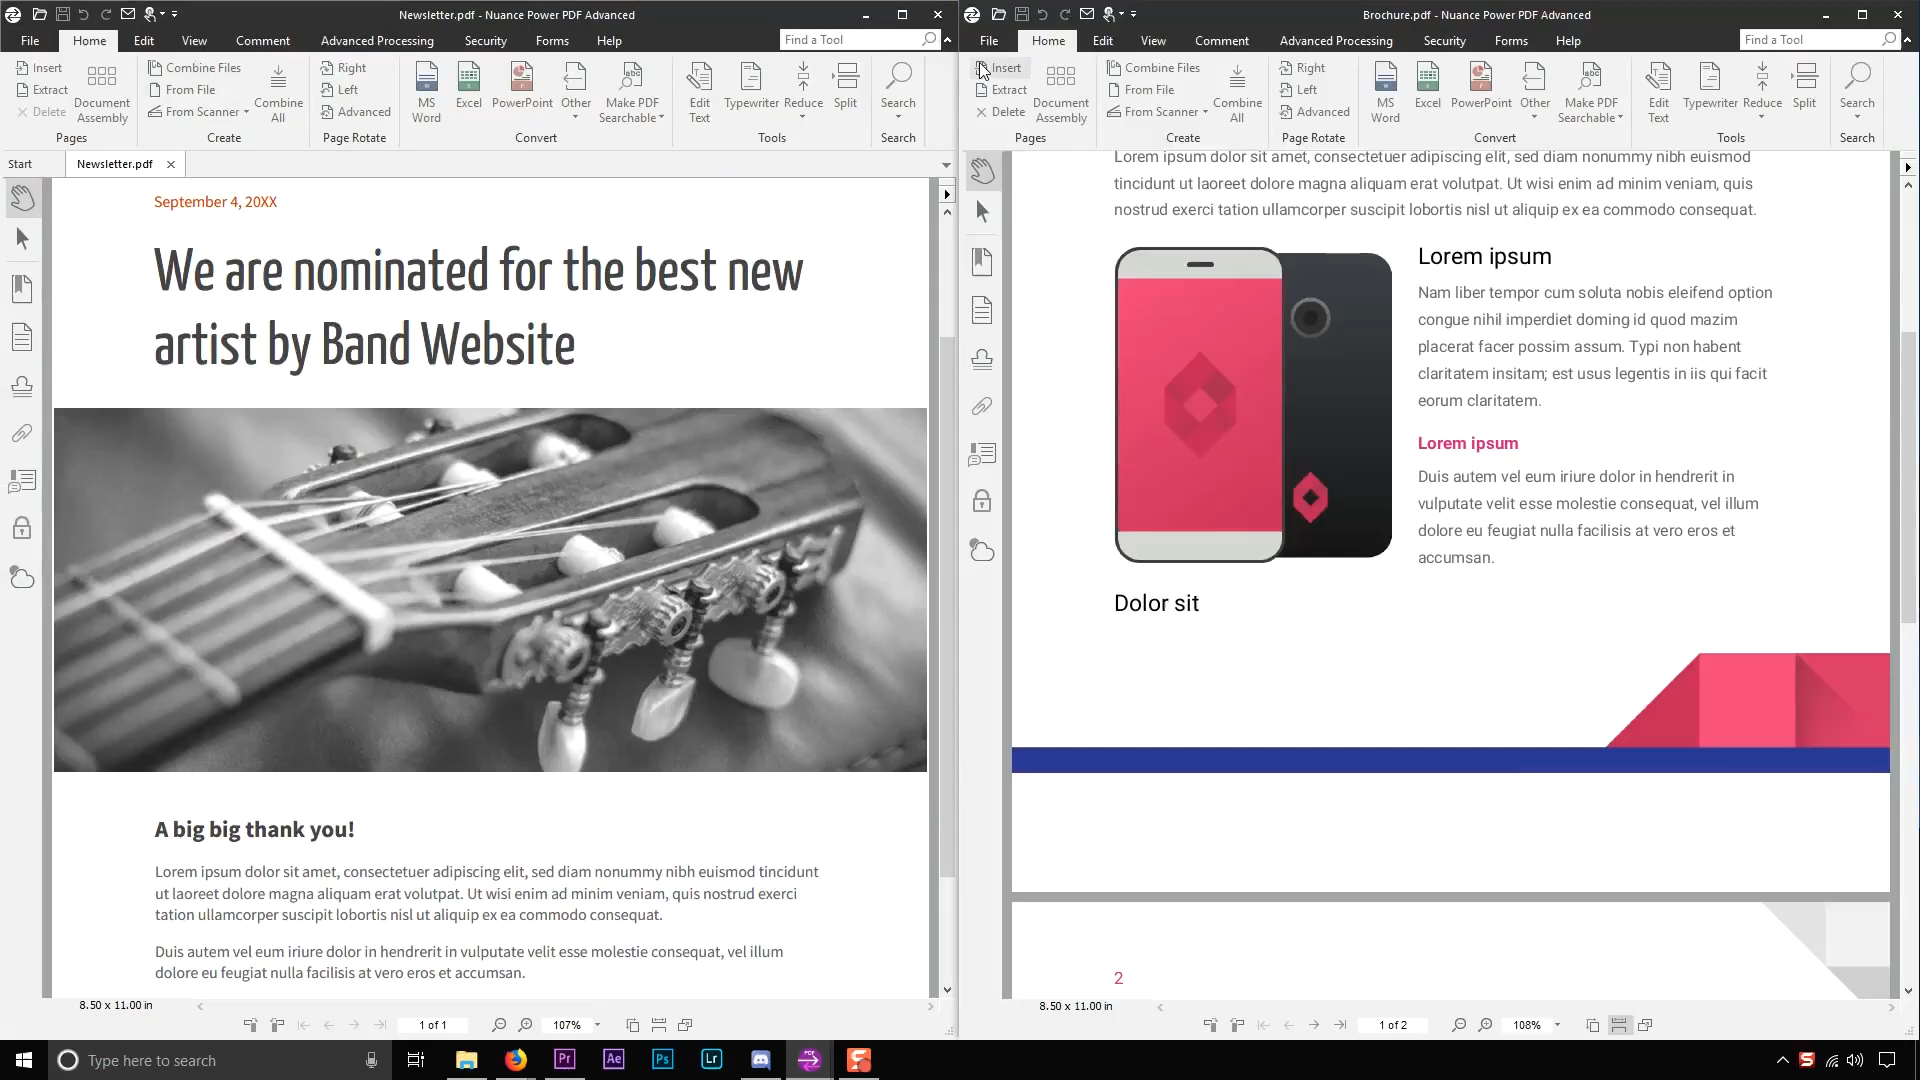 Newsletter.pdf - Nuance Power PDF Advanced
File
Home
Edit
View
Comment
Advanced Processing
Security
Forms
Help
Find a Tool
Insert
Extract
Delete
Document
Assembly
Pages
Combine Files
From File
From Scanner
Combine
All
Create
Right
Left
Advanced
Page Rotate
MS
Word
Excel
PowerPoint
Other
Make PDF
Searchable
Convert
Edit
Text
Typewriter
Reduce
Split
Tools
Search
Search
Start
Newsletter.pdf
September 4, 20XX
We are nominated for the best new
artist by Band Website
A big big thank you!
Lorem ipsum dolor sit amet, consectetuer adipiscing elit, sed diam nonummy nibh euismod tincidunt
ut laoreet dolore magna aliquam erat volutpat. Ut wisi enim ad minim veniam, quis nostrud exerci
tation ullamcorper suscipit lobortis nisl ut aliquip ex ea commodo consequat.
Duis autem vel eum iriure dolor in hendrerit in vulputate velit esse molestie consequat, vel illum
dolore eu feugiat nulla facilisis at vero eros et accumsan.
8.50 x 11.00 in
1 of 1
107%
Brochure.pdf - Nuance Power PDF Advanced
File
Home
Edit
View
Comment
Advanced Processing
Security
Forms
Help
Find a Tool
Insert
Extract
Delete
Document
Assembly
Pages
Combine Files
From File
From Scanner
Combine
All
Create
Right
Left
Advanced
Page Rotate
MS
Word
Excel
PowerPoint
Other
Make PDF
Searchable
Convert
Edit
Text
Typewriter
Reduce
Split
Tools
Search
Search
Lorem ipsum dolor sit amet, consectetuer adipiscing elit, sed diam nonummy nibh euismod
tincidunt ut laoreet dolore magna aliquam erat volutpat. Ut wisi enim ad minim veniam, quis
nostrud exerci tation ullamcorper suscipit lobortis nisl ut aliquip ex ea commodo consequat.
Lorem ipsum
Nam liber tempor cum soluta nobis eleifend option
congue nihil imperdiet doming id quod mazim
placerat facer possim assum. Typi non habent
claritatem insitam; est usus legentis in iis qui facit
eorum claritatem.
Lorem ipsum
Duis autem vel eum iriure dolor in hendrerit in
vulputate velit esse molestie consequat, vel illum
dolore eu feugiat nulla facilisis at vero eros et
accumsan.
Dolor sit
2
8.50 x 11.00 in
1 of 2
108%
Type here to search
Pr
Ae
Ps
Lr